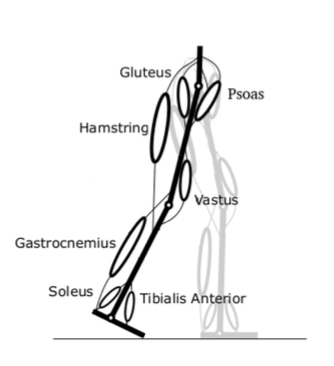 Gluteus
Psoas
Hamstring
Vastus
Gastrocnemius
Soleus
Tibialis Anterior